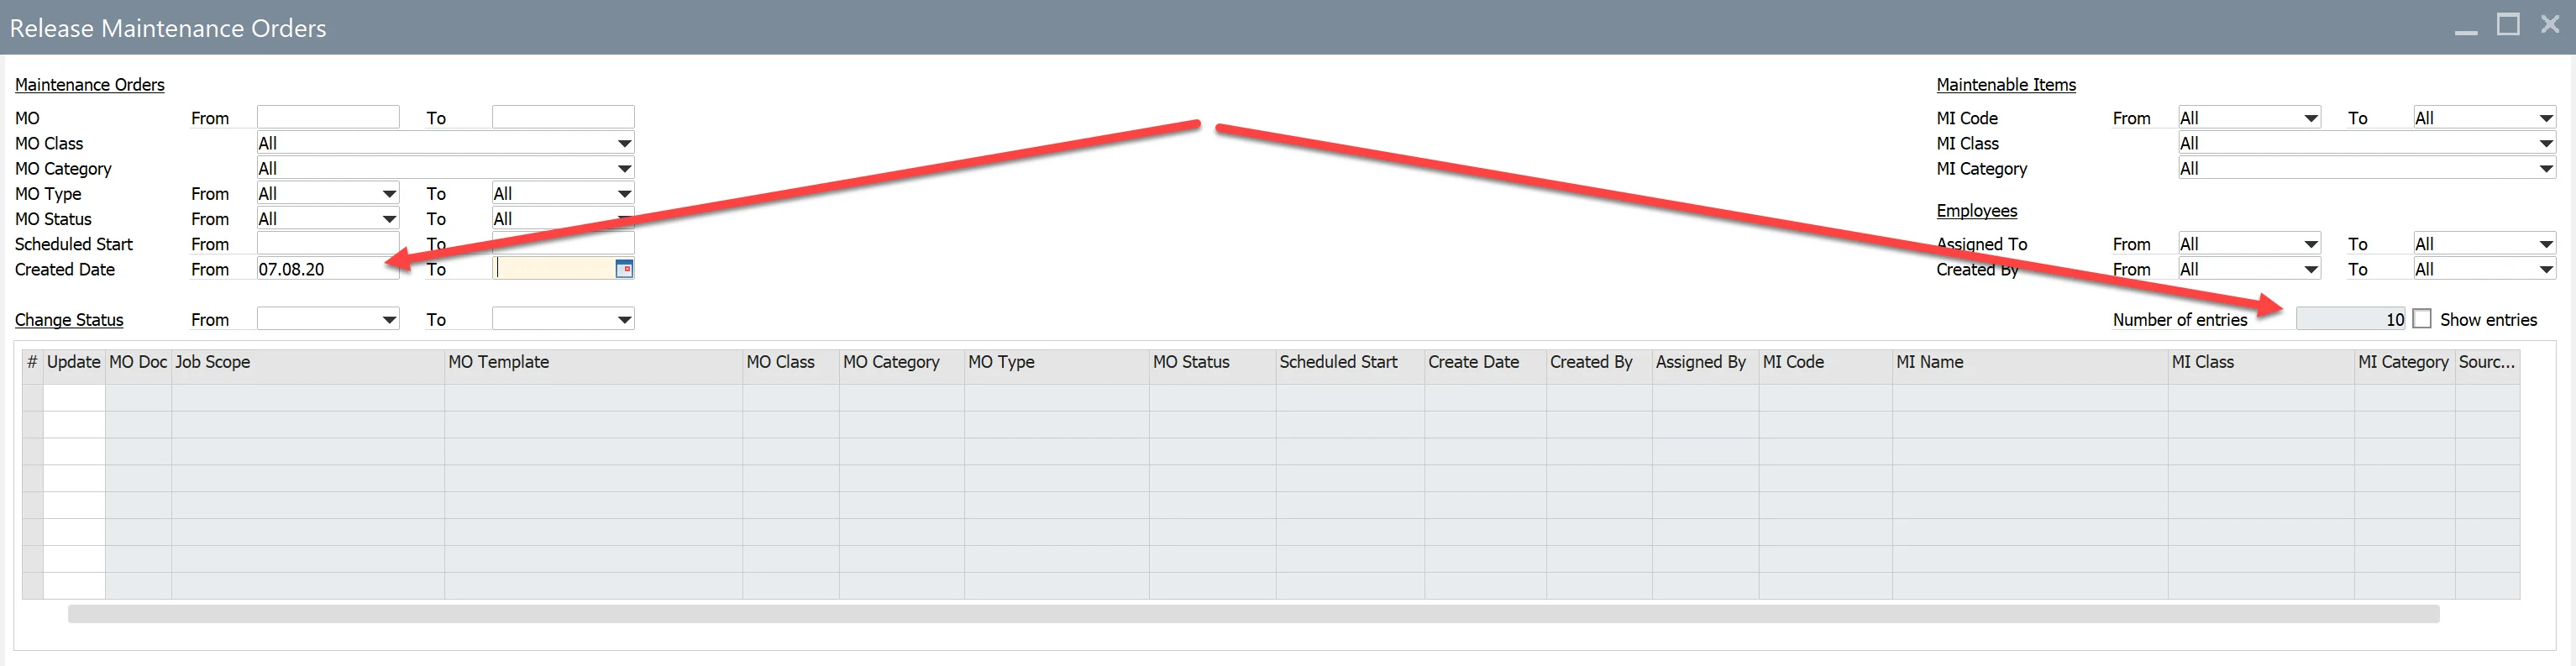 Release Maintenance Orders
Maintenance Orders
MO From To
MO Class All
MO Category All
MO Type From All To All
MO Status From All To All
Scheduled Start From To
Created Date From 07.08.20 To
Change Status From To
Maintenable Items
MI Code From All To All
MI Class All
MI Category All
Employees
Assigned To From All To All
Created By From All To All
Number of entries 10 Show entries
# Update MO Doc Job Scope MO Template MO Class MO Category MO Type MO Status Scheduled Start Create Date Created By Assigned By MI Code MI Name MI Class MI Category Sourc...